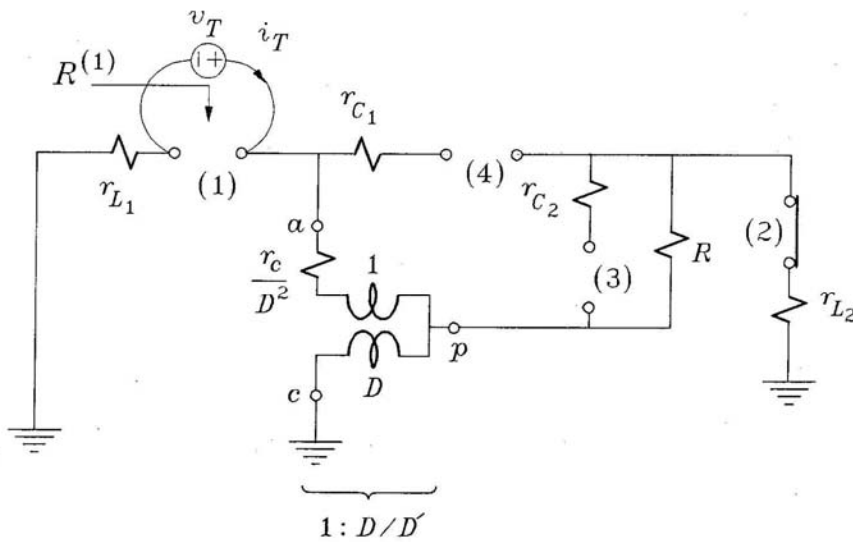 v_T
i_T
R^(1)
i+
r_C1
r_L1
(1)
(4)
r_C2
a
(2)
r_c/D^2
1
(3)
R
r_L2
p
c
D
1:D/D′